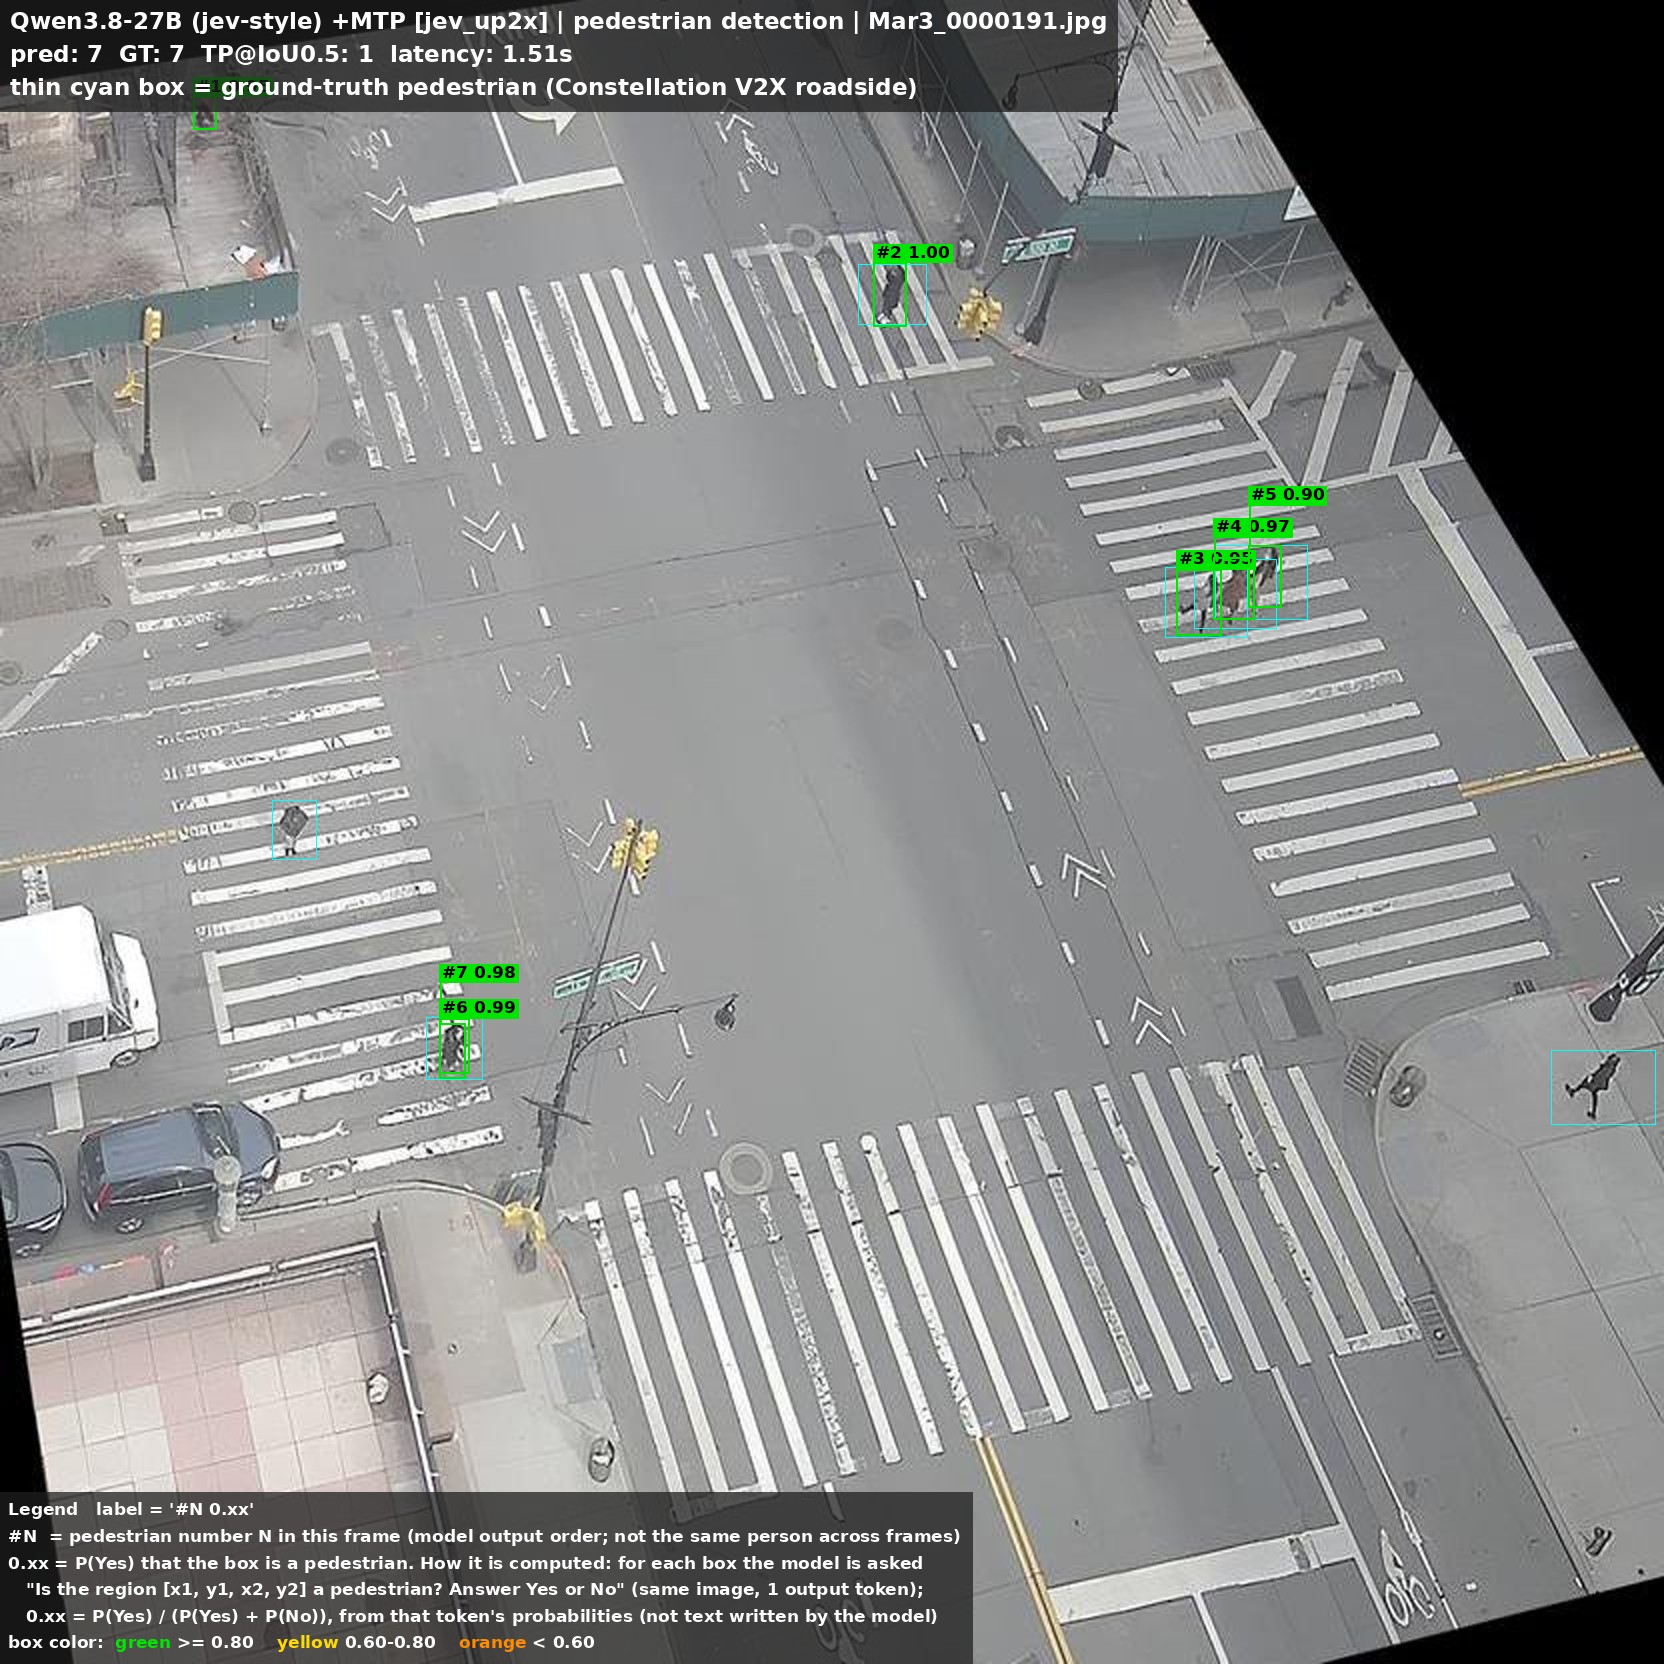 Qwen3.8-27B (jev-style) +MTP [jev_up2x] | pedestrian detection | Mar3_0000191.jpg
pred: 7  GT: 7  TP@IoU0.5: 1  latency: 1.51s
thin cyan box = ground-truth pedestrian (Constellation V2X roadside)
#2 1.00
#5 0.90
#4 0.97
#3 0.95
#7 0.98
#6 0.99
Legend   label = '#N 0.xx'
#N  = pedestrian number N in this frame (model output order; not the same person across frames)
0.xx = P(Yes) that the box is a pedestrian. How it is computed: for each box the model is asked
"Is the region [x1, y1, x2, y2] a pedestrian? Answer Yes or No" (same image, 1 output token);
0.xx = P(Yes) / (P(Yes) + P(No)), from that token's probabilities (not text written by the model)
box color:  green >= 0.80    yellow 0.60-0.80    orange < 0.60